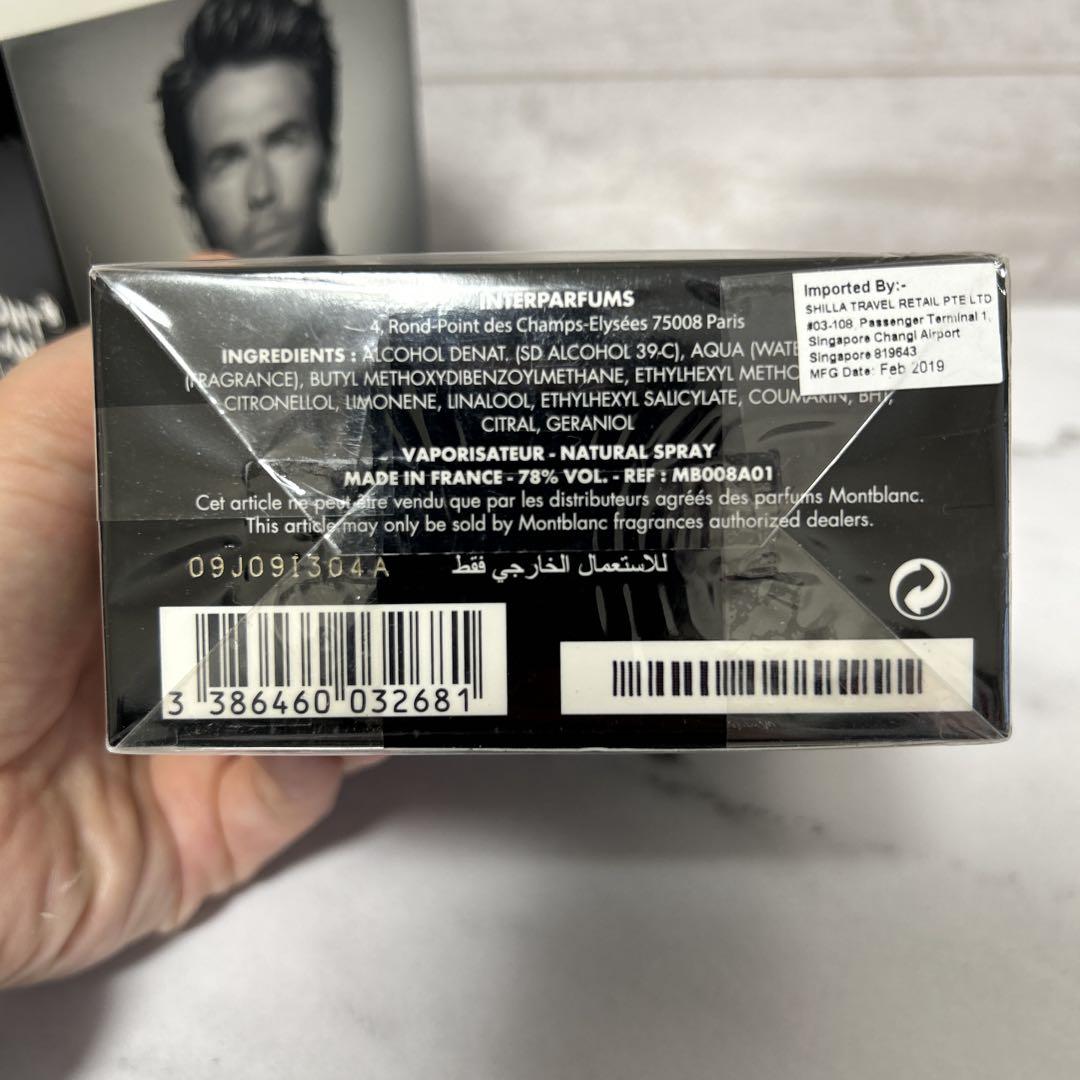 INTERPARFUMS
4, Rond-Point des Champs-Elysées 75008 Paris
INGREDIENTS : ALCOHOL DENAT. (SD ALCOHOL 39-C), AQUA (WATE
(FRAGRANCE), BUTYL METHOXYDIBENZOYLMETHANE, ETHYLHEXYL METHO
CITRONELLOL, LIMONENE, LINALOOL, ETHYLHEXYL SALICYLATE, COUMARIN, BHT,
CITRAL, GERANIOL
VAPORISATEUR - NATURAL SPRAY
MADE IN FRANCE - 78% VOL. - REF : MB008A01
Cet article ne peut être vendu que par les distributeurs agréés des parfums Montblanc.
This article may only be sold by Montblanc fragrances authorized dealers.
09J09I304A
للاستعمال الخارجي فقط
3 386460 032681
Imported By:-
SHILLA TRAVEL RETAIL PTE LTD
#03-108, Passenger Terminal 1,
Singapore Changi Airport
Singapore 819643
MFG Date: Feb 2019